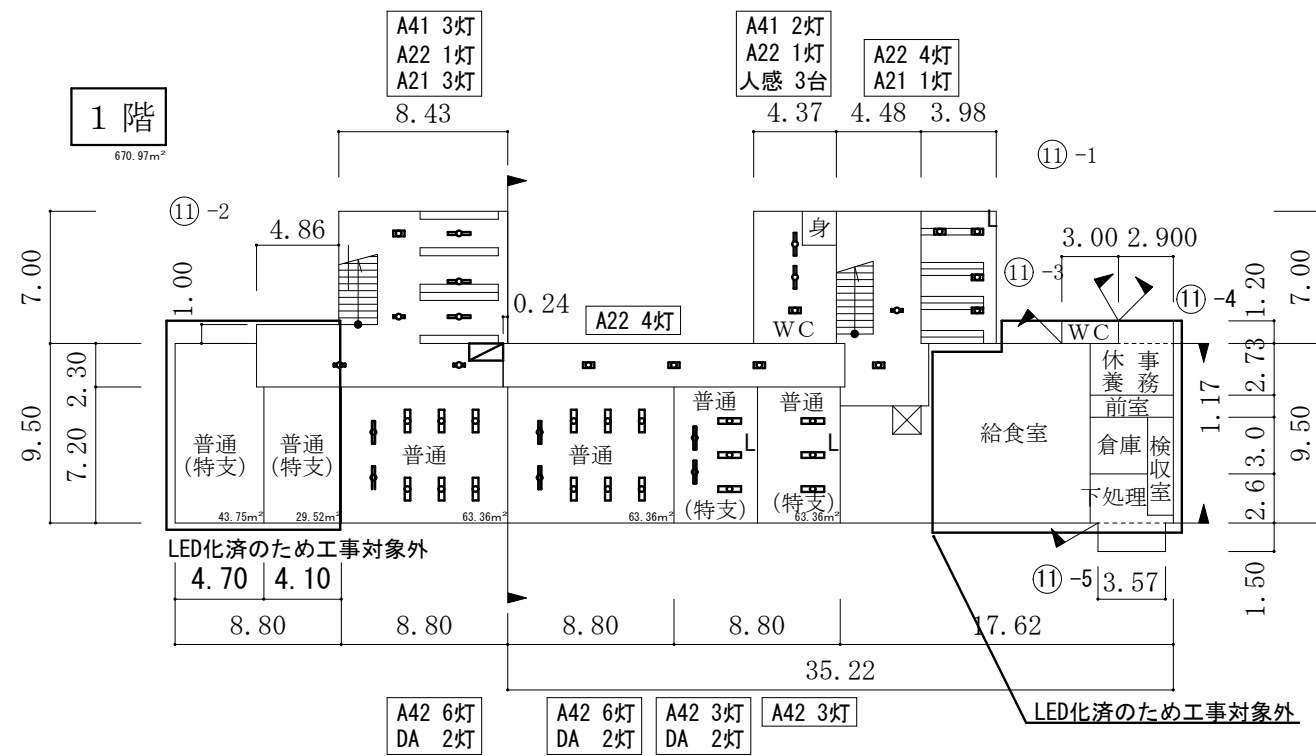 A41 3灯
A22 1灯
A21 3灯
A41 2灯
A22 1灯
人感 3台
A22 4灯
A21 1灯
1 階
670.97m²
8.43
4.37
4.48
3.98
⑪ -1
⑪ -2
4.86
身
3.00
2.900
7.00
1.00
⑪ -3
1.20
7.00
⑪ -4
0.24
A22 4灯
WC
WC
2.30
休養
事務
2.73
普通
普通
前室
1.17
9.50
7.20
普通
(特支)
普通
(特支)
普通
普通
L
L
給食室
倉庫
検収室
3.0
9.50
(特支)
(特支)
下処理
2.6
43.75m²
29.52m²
63.36m²
63.36m²
63.36m²
LED化済のため工事対象外
4.70
4.10
⑪ -5
3.57
1.50
8.80
8.80
8.80
8.80
17.62
35.22
A42 6灯
DA 2灯
A42 6灯
DA 2灯
A42 3灯
DA 2灯
A42 3灯
LED化済のため工事対象外